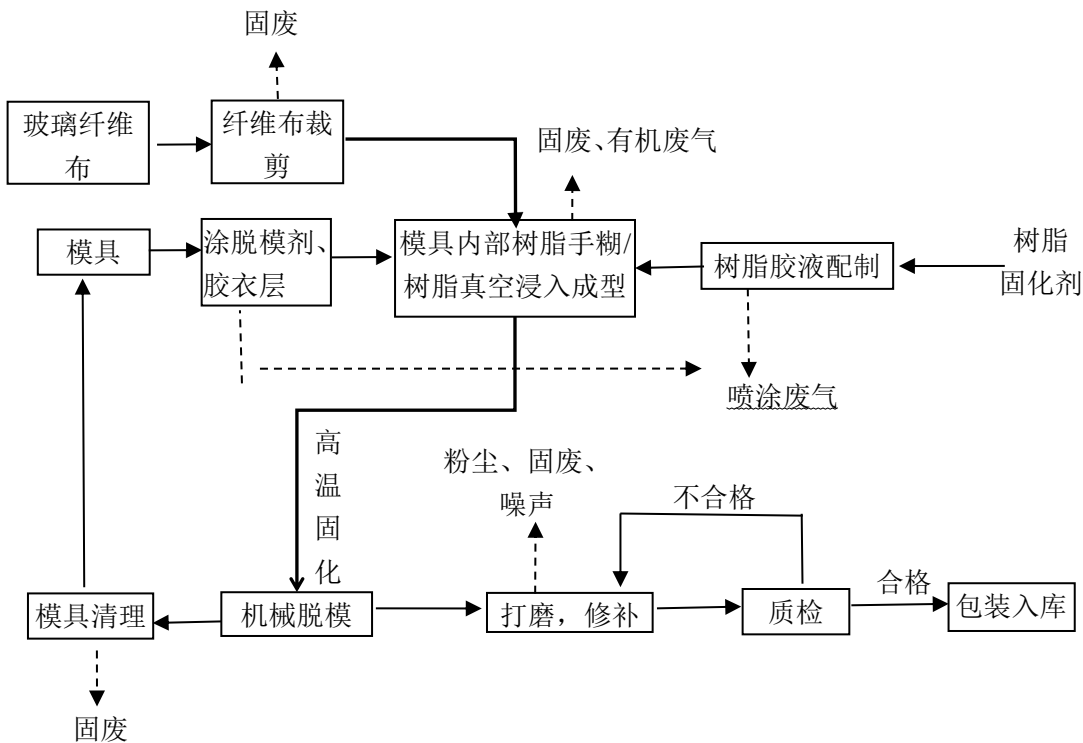 固废
玻璃纤维
布
纤维布裁
剪
固废、有机废气
模具
涂脱模剂、
胶衣层
模具内部树脂手糊/
树脂真空浸入成型
树脂胶液配制
树脂
固化剂
喷涂废气
高
温
固
化
粉尘、固废、
噪声
不合格
模具清理
机械脱模
打磨，修补
质检
合格
包装入库
固废